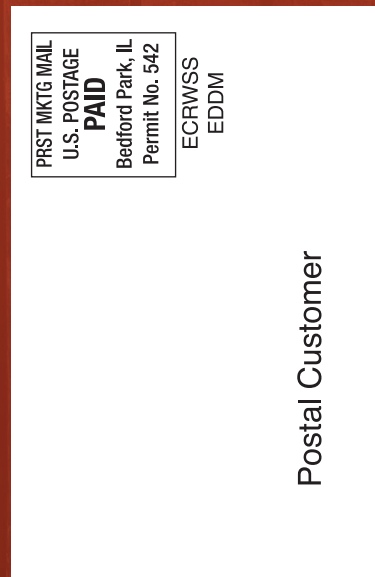 PRST MKTG MAIL
U.S. POSTAGE
PAID
Bedford Park, IL
Permit No. 542
ECRWSS
EDDM
Postal Customer